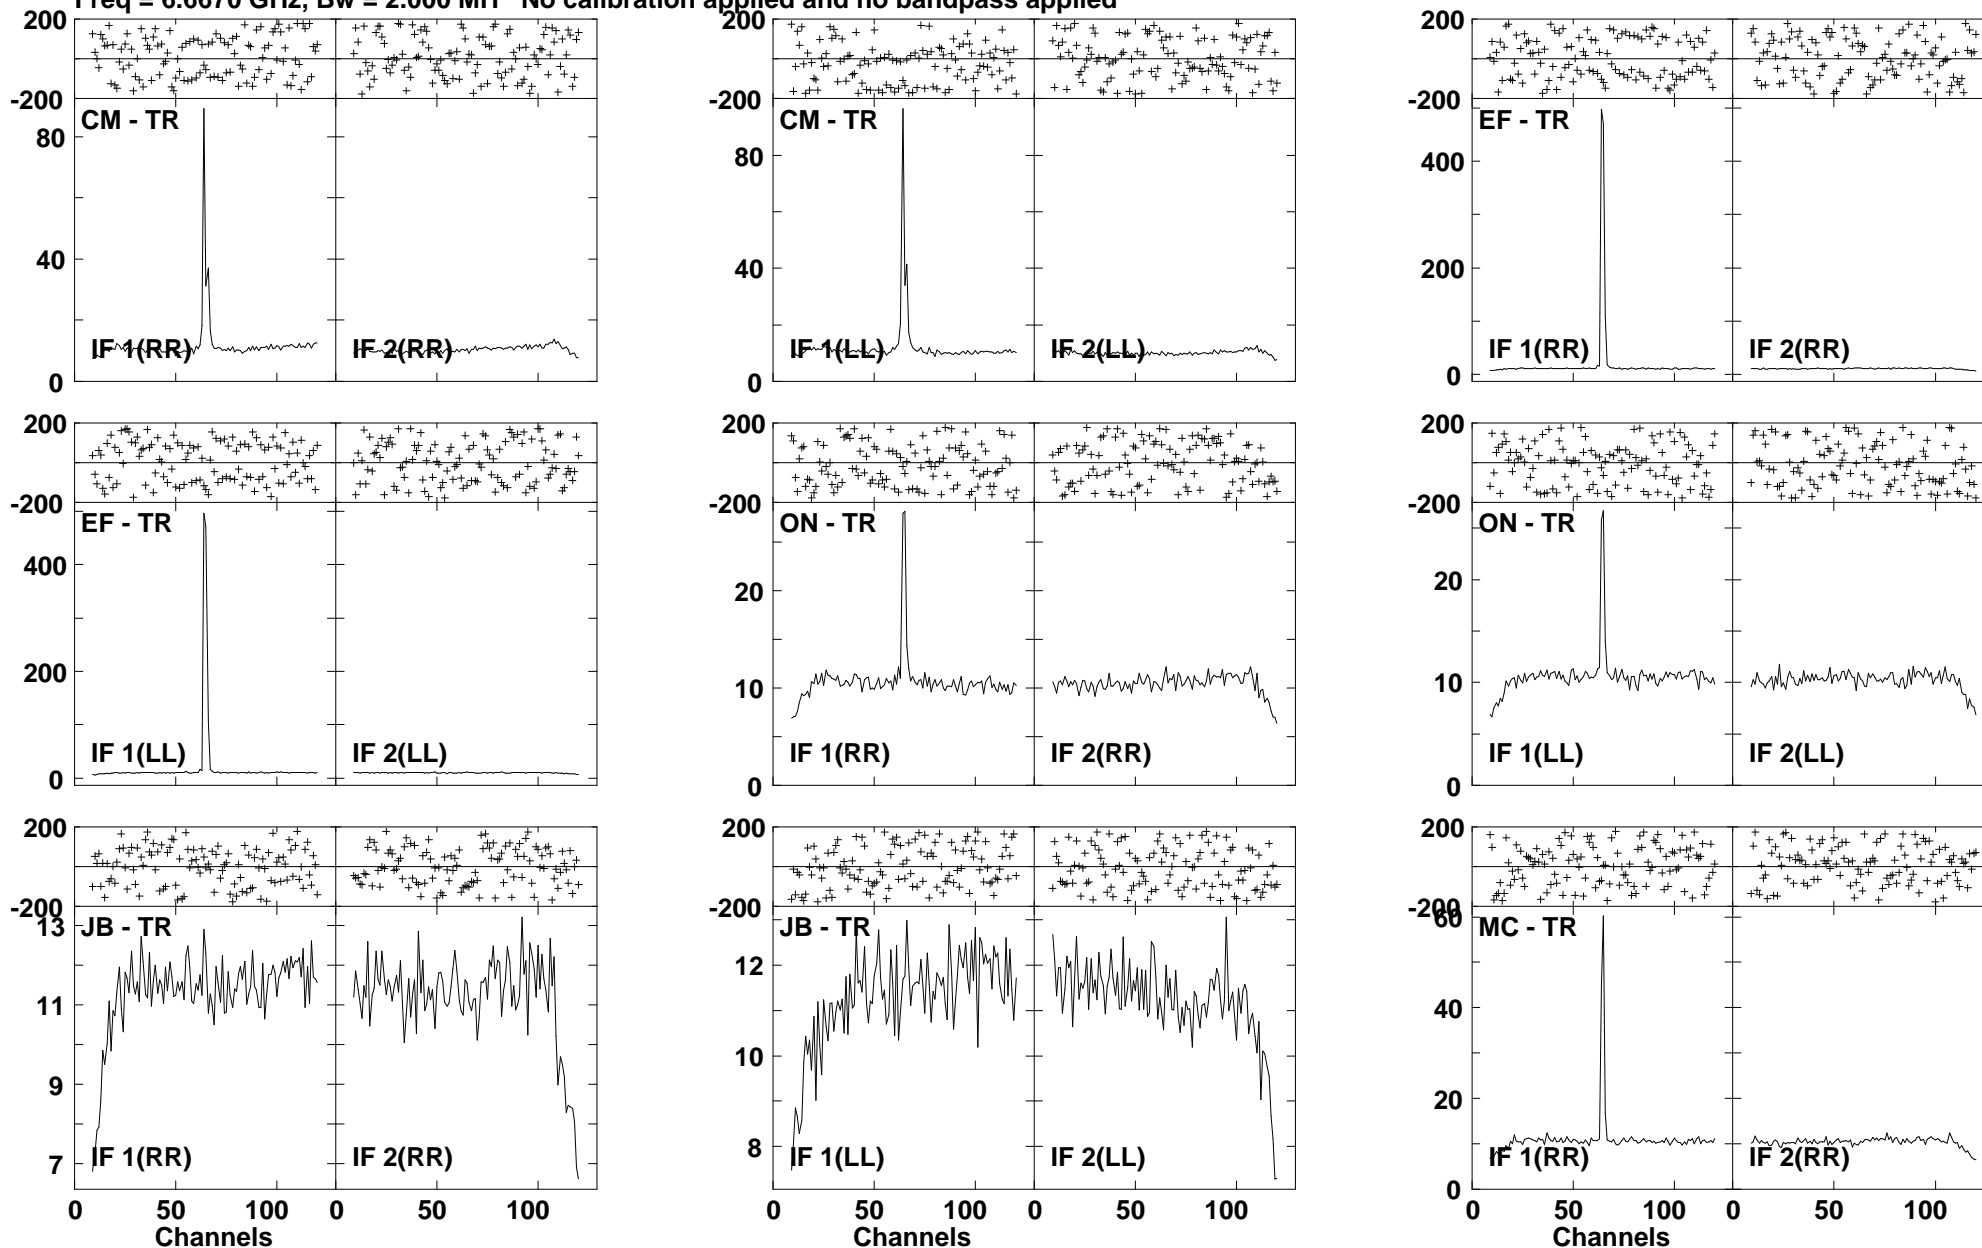 Freq = 6.6670 GHz, Bw = 2.000 MH No calibration applied and no bandpass applied
200 200 200
-200 -200 -200
CM - TR CM - TR EF - TR
80 80 400
40 40 200
IF 1(RR) IF 2(RR) IF 1(LL) IF 2(LL) IF 1(RR) IF 2(RR)
0 0 0
200 200 200
-200 -200 -200
EF - TR ON - TR ON - TR
400 20 20
200 10 10
IF 1(LL) IF 2(LL) IF 1(RR) IF 2(RR) IF 1(LL) IF 2(LL)
0 0 0
200 200 200
-200 -200 -200
13 60
JB - TR JB - TR MC - TR
11 12 40
9 10 20
7 8 0
IF 1(RR) IF 2(RR) IF 1(LL) IF 2(LL) IF 1(RR) IF 2(RR)
0 50 100 0 50 100 0 50 100 0 50 100 0 50 100 0 50 100
Channels Channels Channels